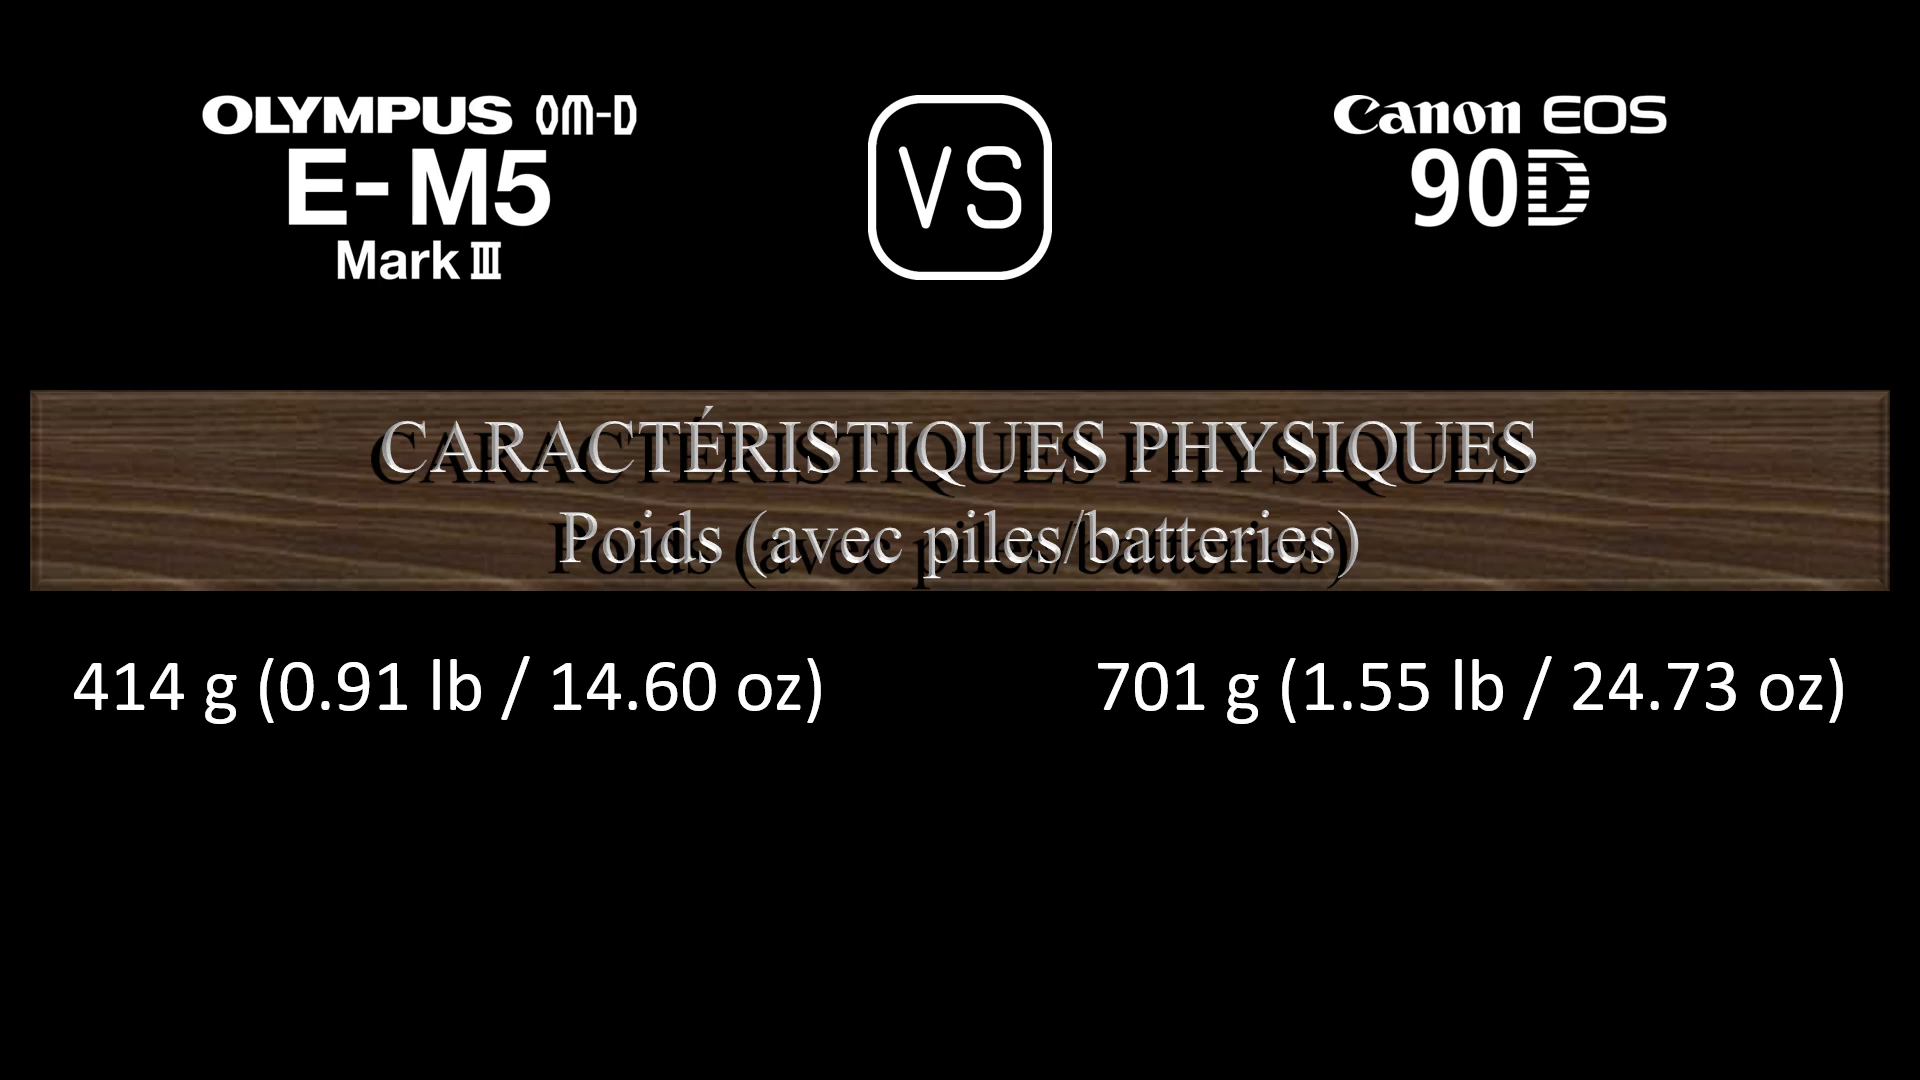 OLYMPUS OM-D
E-M5
Mark III
VS
Canon EOS
90D
CARACTÉRISTIQUES PHYSIQUES
Poids (avec piles/batteries)
414 g (0.91 lb / 14.60 oz)
701 g (1.55 lb / 24.73 oz)